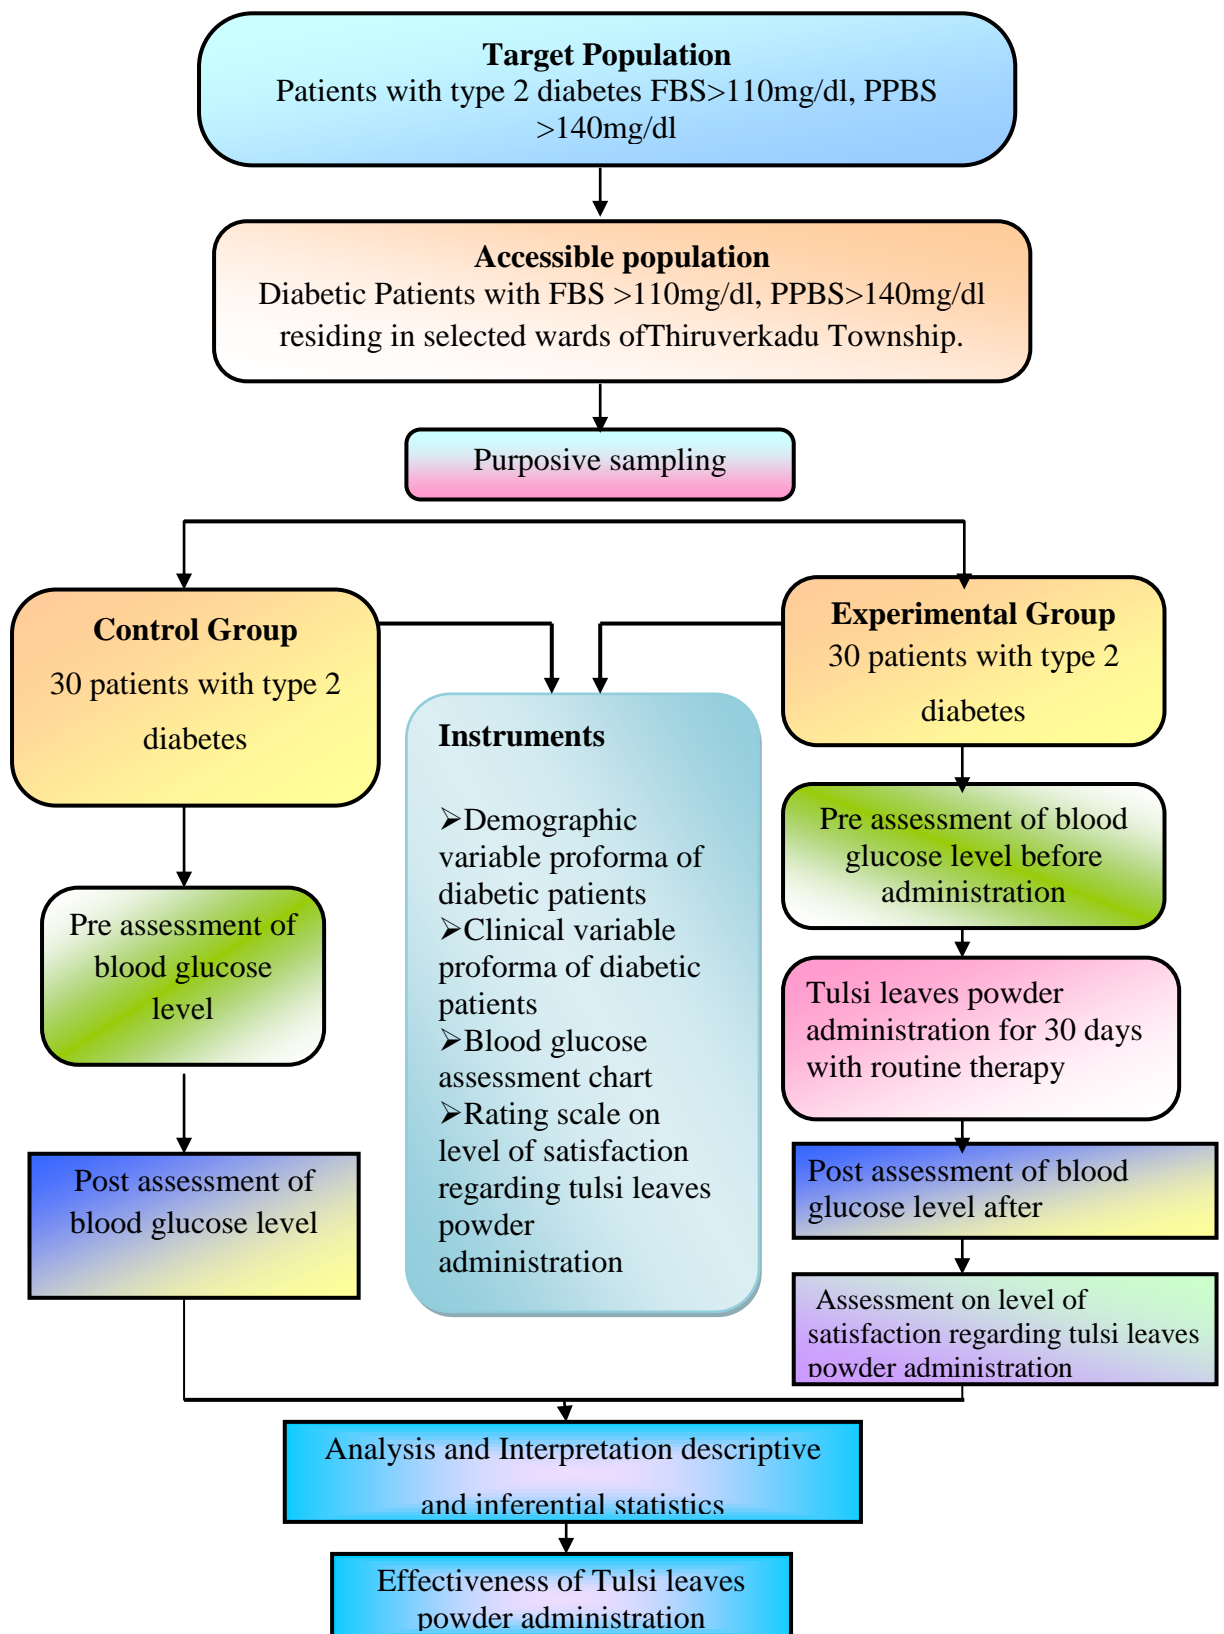 Target Population
Patients with type 2 diabetes FBS>110mg/dl, PPBS
>140mg/dl
Accessible population
Diabetic Patients with FBS >110mg/dl, PPBS>140mg/dl
residing in selected wards ofThiruverkadu Township.
Purposive sampling
Control Group
30 patients with type 2
diabetes
Experimental Group
30 patients with type 2
diabetes
Instruments
➢Demographic
variable proforma of
diabetic patients
➢Clinical variable
proforma of diabetic
patients
➢Blood glucose
assessment chart
➢Rating scale on
level of satisfaction
regarding tulsi leaves
powder
administration
Pre assessment of
blood glucose
level
Pre assessment of blood
glucose level before
administration
Tulsi leaves powder
administration for 30 days
with routine therapy
Post assessment of
blood glucose level
Post assessment of blood
glucose level after
Assessment on level of
satisfaction regarding tulsi leaves
powder administration
Analysis and Interpretation descriptive
and inferential statistics
Effectiveness of Tulsi leaves
powder administration